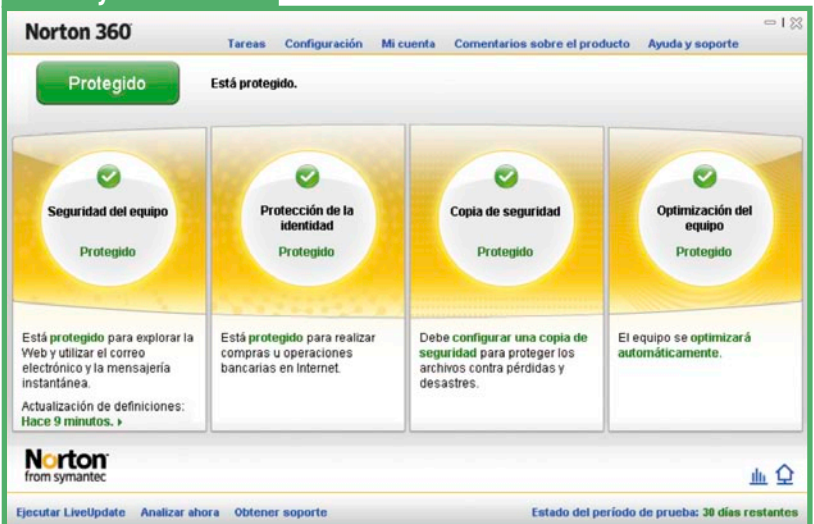 Norton 360
Tareas Configuración Mi cuenta Comentarios sobre el producto Ayuda y soporte
Protegido
Está protegido.
Seguridad del equipo
Protegido
Está protegido para explorar la
Web y utilizar el correo
electrónico y la mensajería
instantánea.
Actualización de definiciones:
Hace 9 minutos.
Protección de la
identidad
Protegido
Está protegido para realizar
compras u operaciones
bancarias en Internet.
Copia de seguridad
Protegido
Debe configurar una copia de
seguridad para proteger los
archivos contra pérdidas y
desastres.
Optimización del
equipo
Protegido
El equipo se optimizará
automáticamente.
Norton
from symantec
Ejecutar LiveUpdate Analizar ahora Obtener soporte
Estado del período de prueba: 30 días restantes